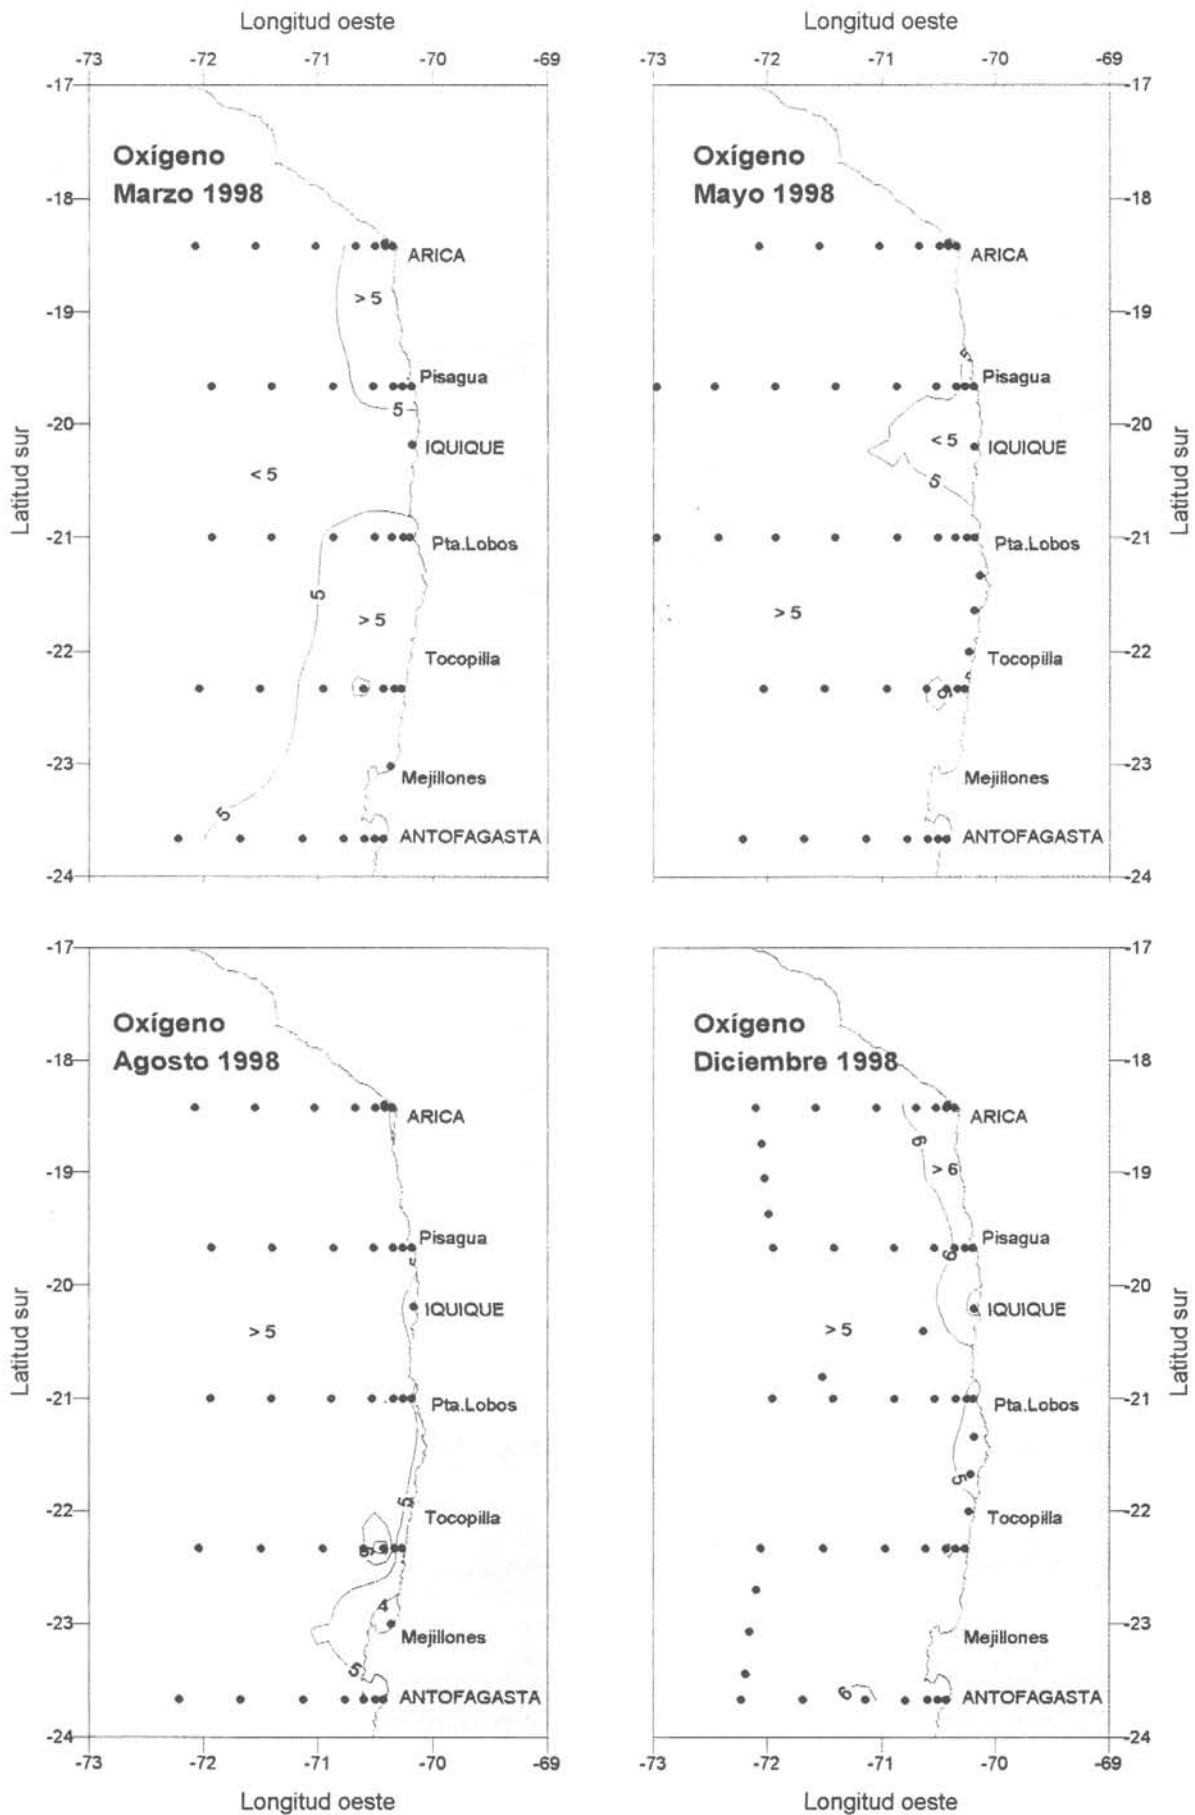 Longitud oeste
Longitud oeste
-73 -72 -71 -70 -69
-73 -72 -71 -70 -69
-17
-18
-19
-20
-21
-22
-23
-24
Latitud sur
Oxígeno
Marzo 1998
ARICA
> 5
Pisagua
5
IQUIQUE
< 5
Pta.Lobos
5
> 5
Tocopilla
Mejillones
5
ANTOFAGASTA
Oxígeno
Mayo 1998
ARICA
5
Pisagua
< 5
IQUIQUE
5
Pta.Lobos
> 5
Tocopilla
Mejillones
ANTOFAGASTA
-17
-18
-19
-20
-21
-22
-23
-24
Latitud sur
-17
-18
-19
-20
-21
-22
-23
-24
Latitud sur
Oxígeno
Agosto 1998
ARICA
Pisagua
IQUIQUE
> 5
Pta.Lobos
5
Tocopilla
4
Mejillones
5
ANTOFAGASTA
-73 -72 -71 -70 -69
Longitud oeste
Oxígeno
Diciembre 1998
ARICA
6
> 6
Pisagua
6
IQUIQUE
> 5
Pta.Lobos
5
Tocopilla
Mejillones
6
ANTOFAGASTA
-17
-18
-19
-20
-21
-22
-23
-24
Latitud sur
-73 -72 -71 -70 -69
Longitud oeste